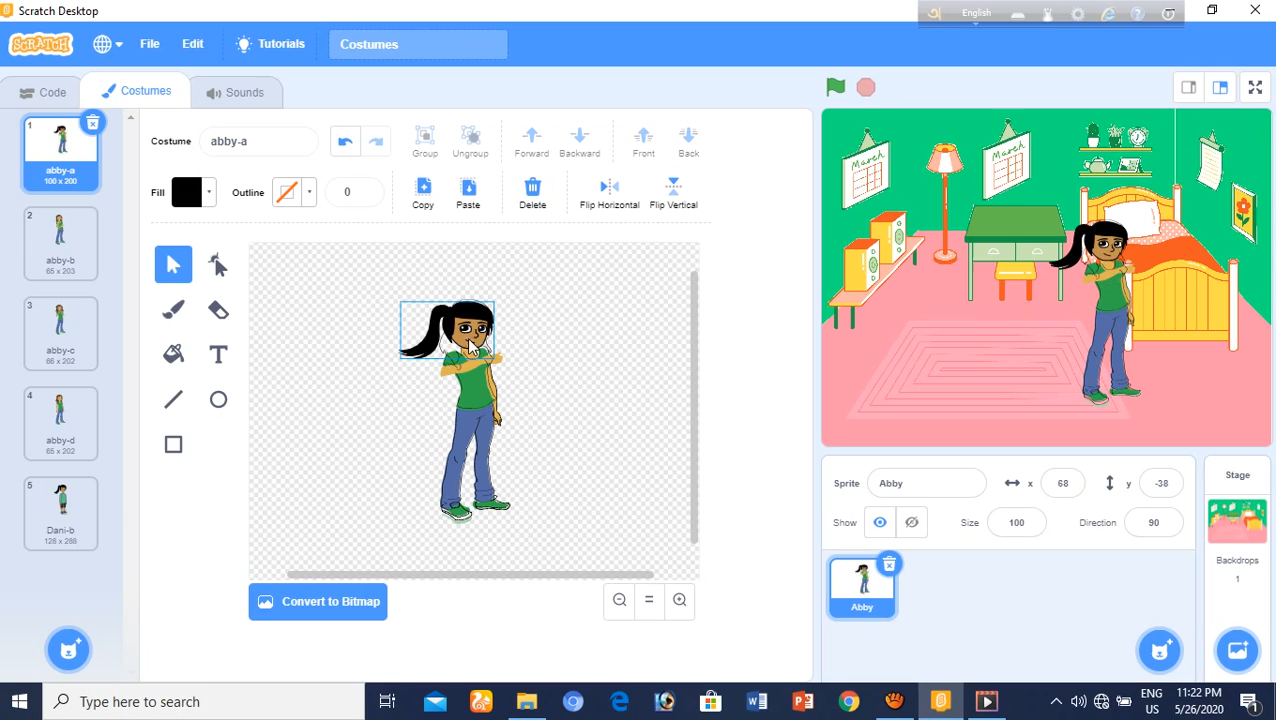 Scratch Desktop
English
SCRATCH
File
Edit
Tutorials
Costumes
Code
Costumes
Sounds
1
abby-a
100 x 200
2
abby-b
65 x 203
3
abby-c
66 x 202
4
abby-d
65 x 202
5
Dani-b
128 x 288
Costume
abby-a
Group
Ungroup
Forward
Backward
Front
Back
Fill
Outline
0
Copy
Paste
Delete
Flip Horizontal
Flip Vertical
Convert to Bitmap
March
March
Sprite
Abby
x
68
y
-38
Show
Size
100
Direction
90
Abby
Stage
Backdrops
1
Type here to search
ENG
US
11:22 PM
5/26/2020
1